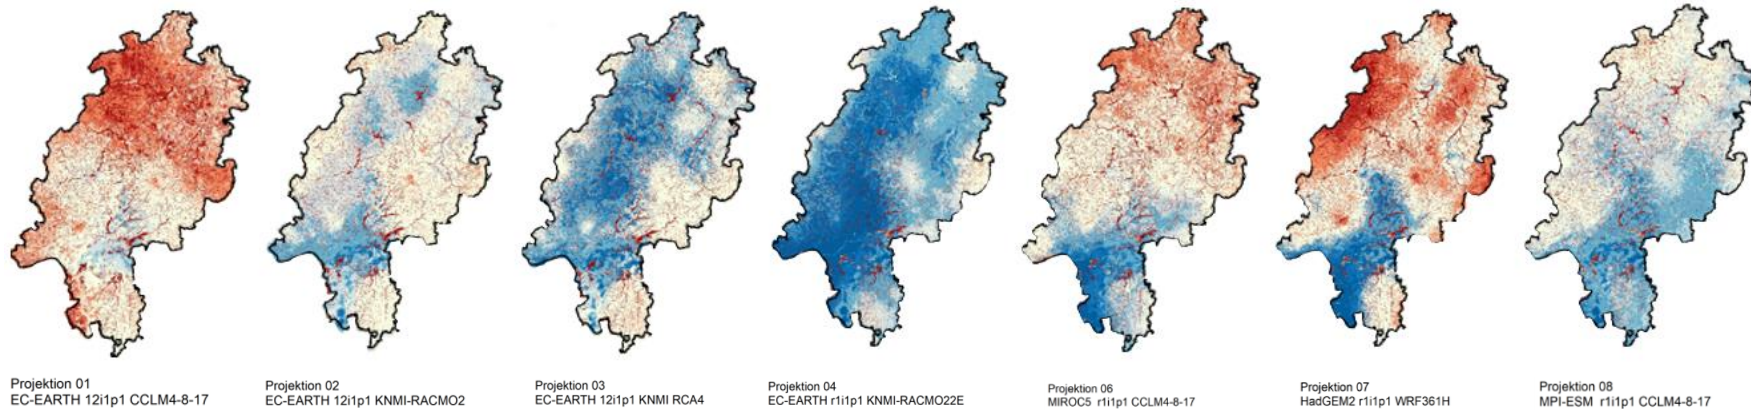 Projektion 01
EC-EARTH 12i1p1 CCLM4-8-17
Projektion 02
EC-EARTH 12i1p1 KNMI-RACMO2
Projektion 03
EC-EARTH 12i1p1 KNMI RCA4
Projektion 04
EC-EARTH r1i1p1 KNMI-RACMO22E
Projektion 06
MIROC5 r1i1p1 CCLM4-8-17
Projektion 07
HadGEM2 r1i1p1 WRF361H
Projektion 08
MPI-ESM r1i1p1 CCLM4-8-17